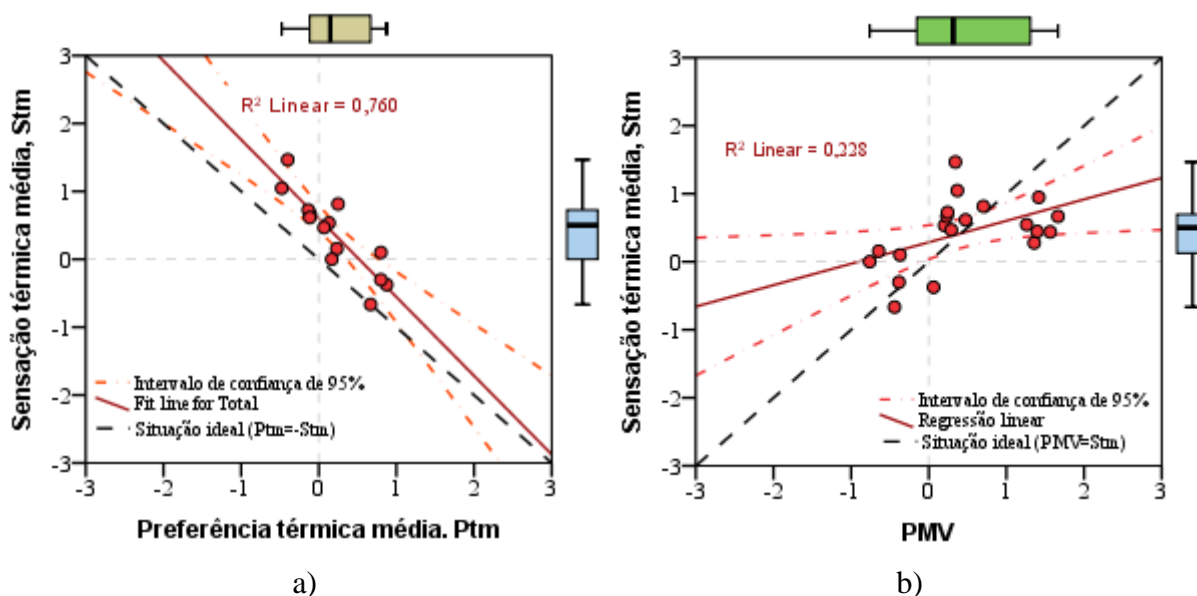 3
2
1
0
-1
-2
-3
Sensação térmica média, Stm
R² Linear = 0,760
Intervalo de confiança de 95%
Fit line for Total
Situação ideal (Ptm=-Stm)
-3
-2
-1
0
1
2
3
Preferência térmica média. Ptm
a)
3
2
1
0
-1
-2
-3
Sensação térmica média, Stm
R² Linear = 0,228
Intervalo de confiança de 95%
Regressão linear
Situação ideal (PMV=Stm)
-3
-2
-1
0
1
2
3
PMV
b)